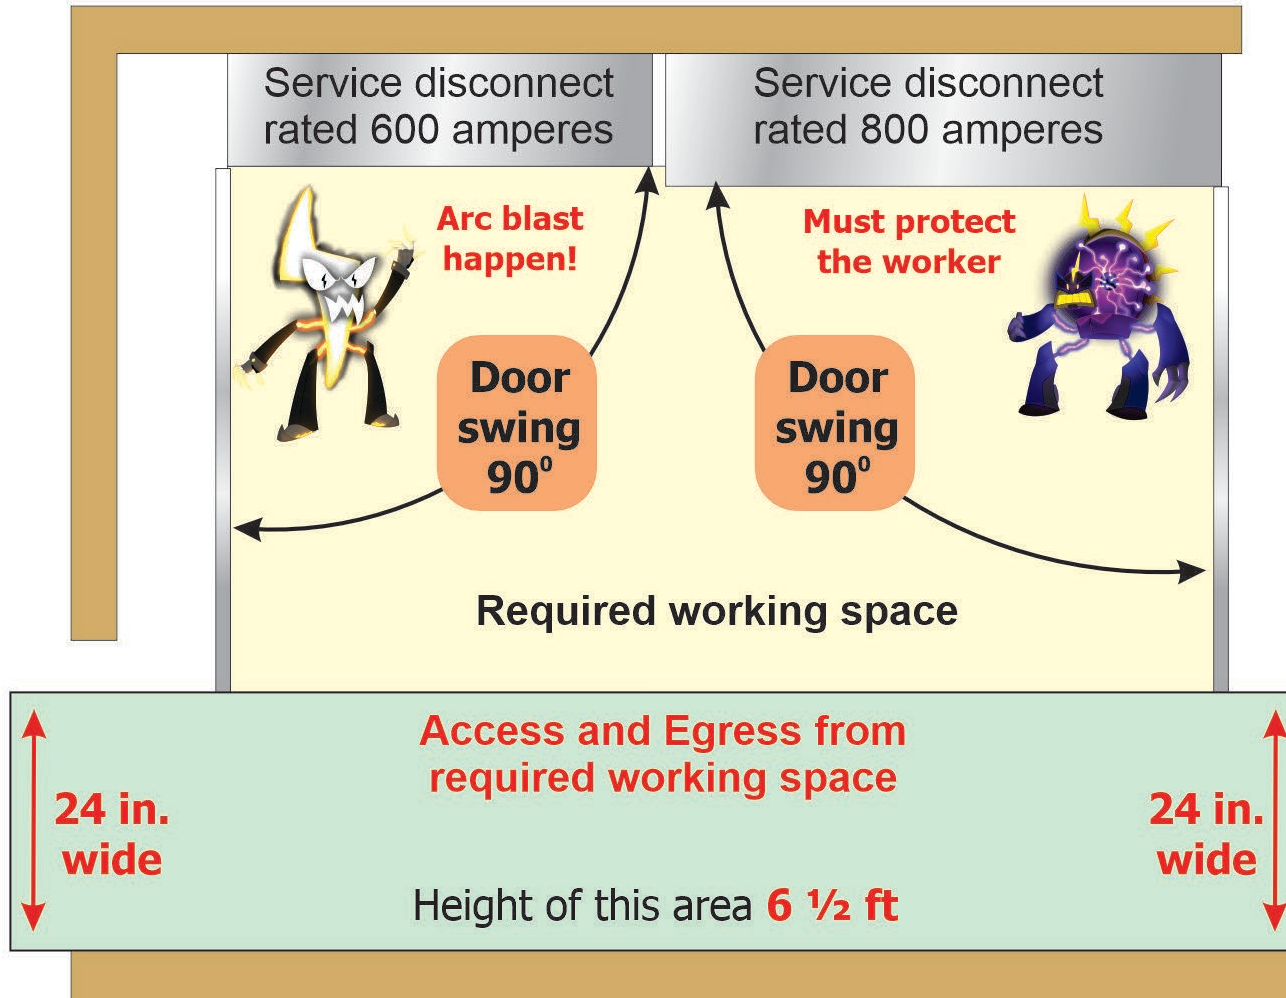 Service disconnect
rated 600 amperes
Service disconnect
rated 800 amperes
Arc blast
happen!
Must protect
the worker
Door
swing
90⁰
Door
swing
90⁰
Required working space
Access and Egress from
required working space
24 in.
wide
24 in.
wide
Height of this area 6 ½ ft